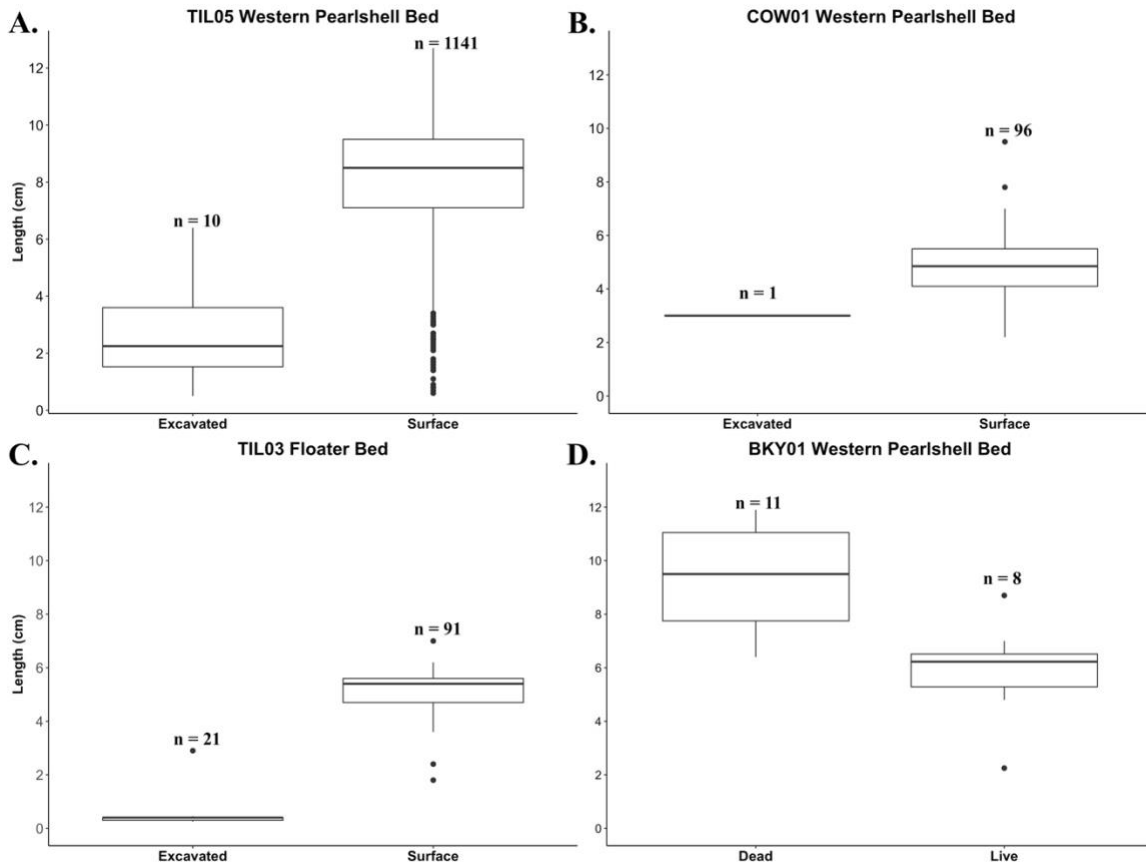 A.
TIL05 Western Pearlshell Bed
n = 1141
n = 10
Length (cm)
12
10
8
6
4
2
0
Excavated
Surface
B.
COW01 Western Pearlshell Bed
n = 96
n = 1
12
10
8
6
4
2
0
Excavated
Surface
C.
TIL03 Floater Bed
n = 91
n = 21
Length (cm)
12
10
8
6
4
2
0
Excavated
Surface
D.
BKY01 Western Pearlshell Bed
n = 11
n = 8
12
10
8
6
4
2
0
Dead
Live